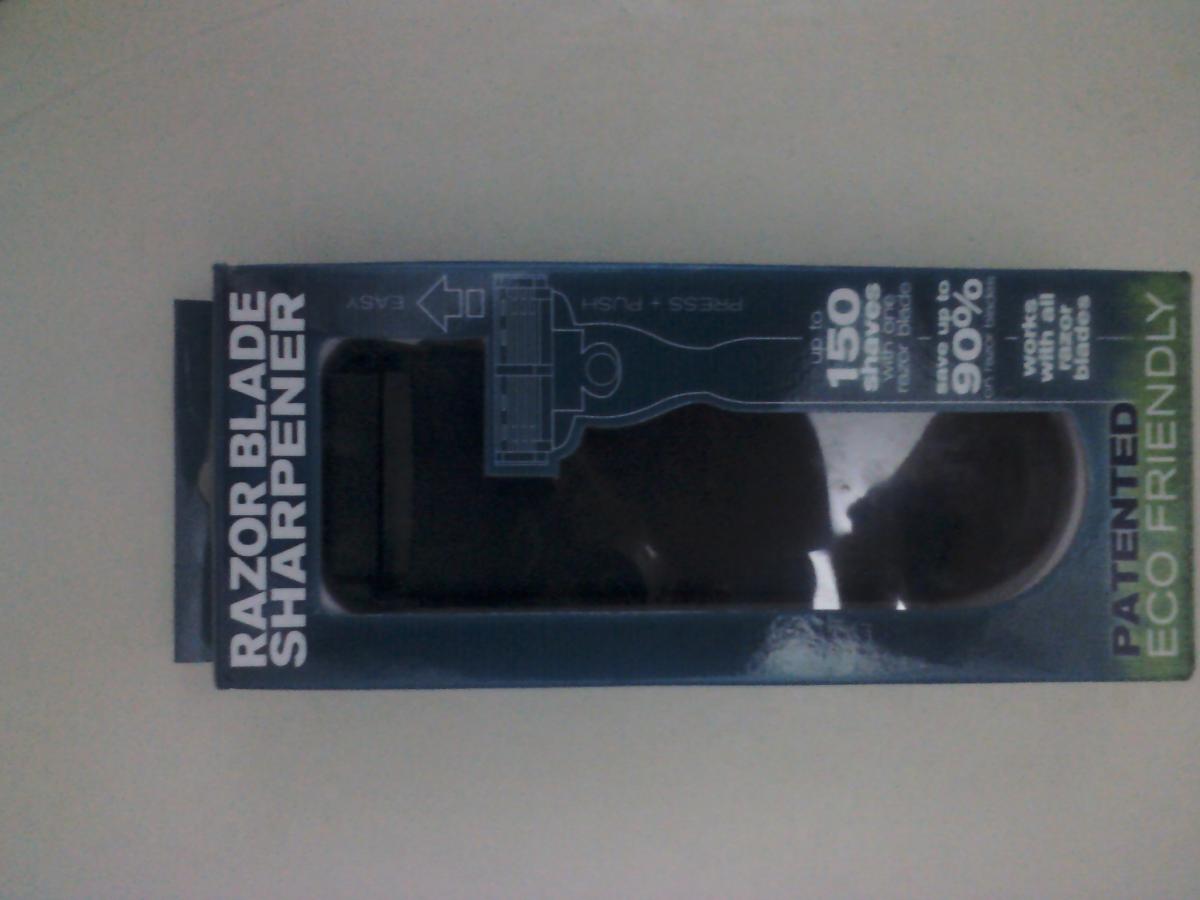 RAZOR BLADE
SHARPENER
EASY
PRESS + PUSH
up to
150
shaves
with one
razor blade
save up to
90%
on razor blades
works
with all
razor
blades
PATENTED
ECO FRIENDLY